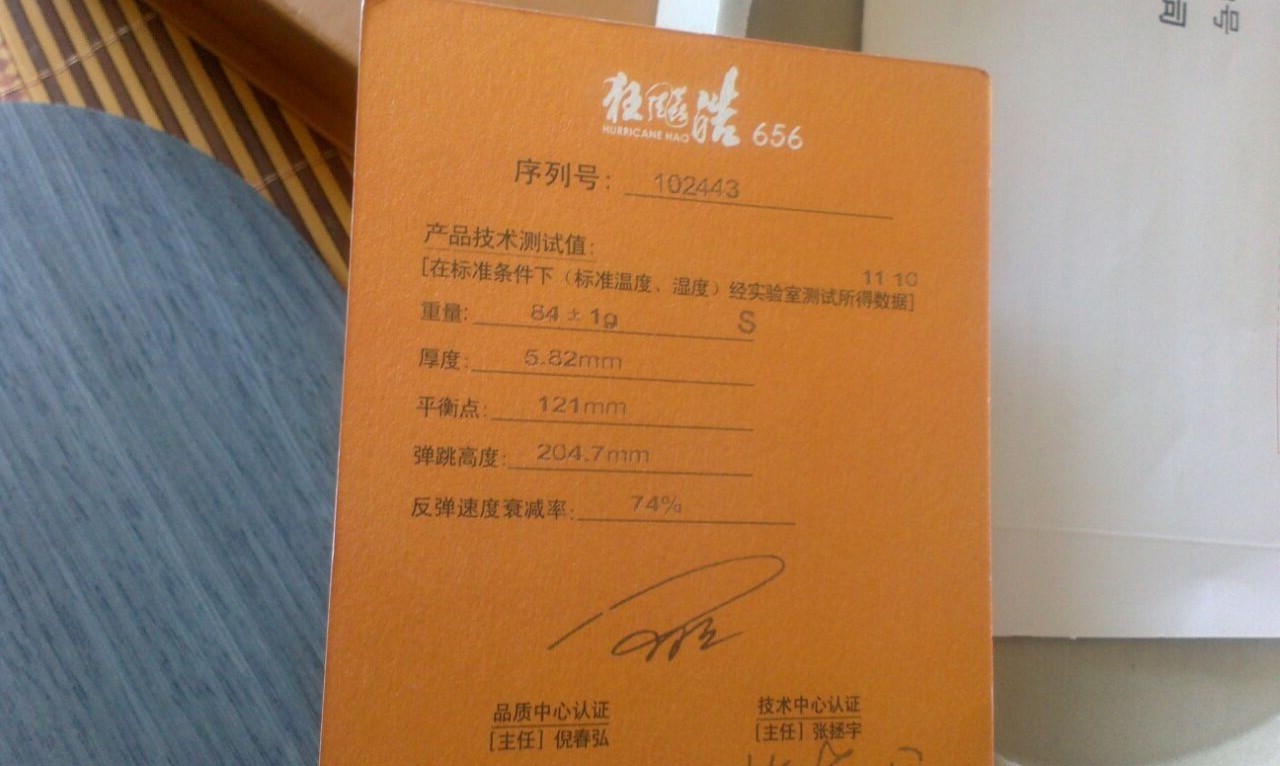 狂飚皓 656
HURRICANE HAO
序列号: 102443
产品技术测试值:
11 10
[在标准条件下（标准温度、湿度）经实验室测试所得数据]
重量: 84 ± 1g S
厚度: 5.82mm
平衡点: 121mm
弹跳高度: 204.7mm
反弹速度衰减率: 74%
品质中心认证
[主任] 倪春弘
技术中心认证
[主任] 张拯宇
号
司